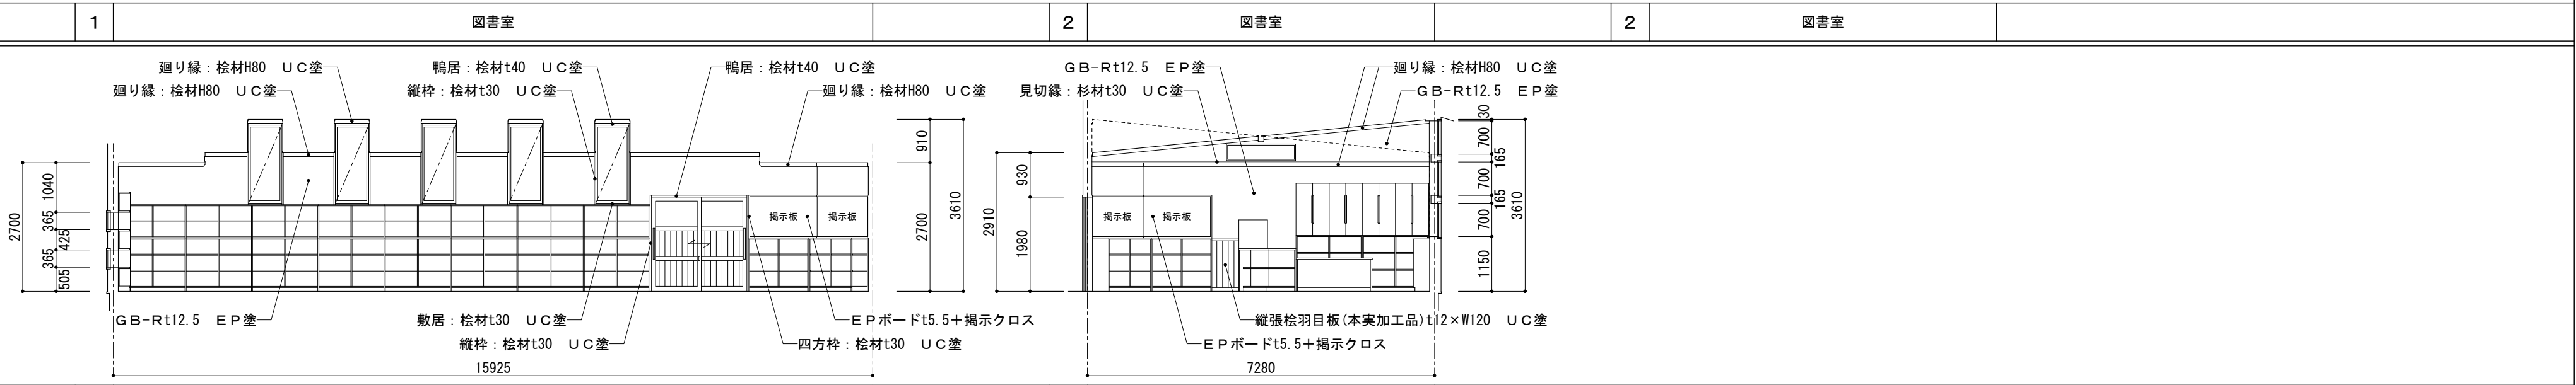 1 図書室 2 図書室 2 図書室
廻り縁：桧材H80　ＵＣ塗
鴨居：桧材t40　ＵＣ塗
鴨居：桧材t40　ＵＣ塗
廻り縁：桧材H80　ＵＣ塗
縦枠：桧材t30　ＵＣ塗
廻り縁：桧材H80　ＵＣ塗
2700
1040
365
425
365
505
掲示板
掲示板
910
2700
3610
ＧＢ-Rt12.5　ＥＰ塗
敷居：桧材t30　ＵＣ塗
ＥＰボードt5.5＋掲示クロス
縦枠：桧材t30　ＵＣ塗
四方枠：桧材t30　ＵＣ塗
15925
ＧＢ-Rt12.5　ＥＰ塗
廻り縁：桧材H80　ＵＣ塗
見切縁：杉材t30　ＵＣ塗
ＧＢ-Rt12.5　ＥＰ塗
2910
930
1980
掲示板
掲示板
30
700
165
700
165
700
1150
3610
縦張桧羽目板(本実加工品)t12×W120　ＵＣ塗
ＥＰボードt5.5＋掲示クロス
7280